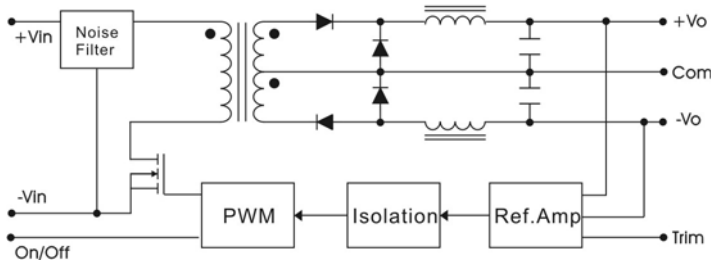 +Vin
Noise
Filter
+Vo
Com
-Vo
-Vin
PWM
Isolation
Ref.Amp
On/Off
Trim